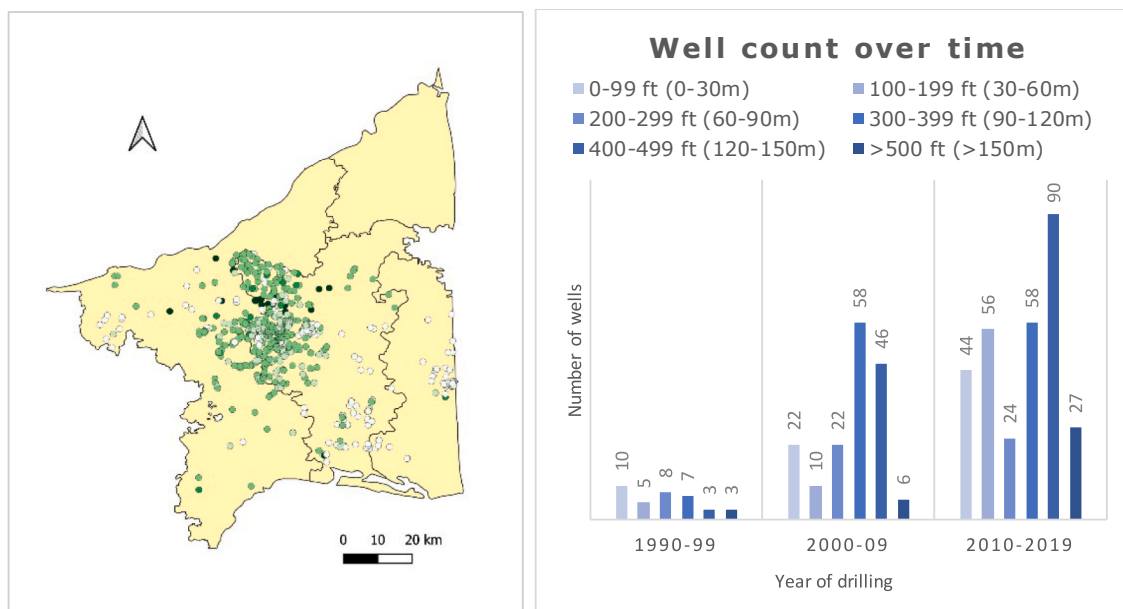 0 10 20 km
Well count over time
0-99 ft (0-30m) 100-199 ft (30-60m)
200-299 ft (60-90m) 300-399 ft (90-120m)
400-499 ft (120-150m) >500 ft (>150m)
Number of wells
10 5 8 7 3 3
22 10 22 58 46 6
44 56 24 58 90 27
1990-99 2000-09 2010-2019
Year of drilling